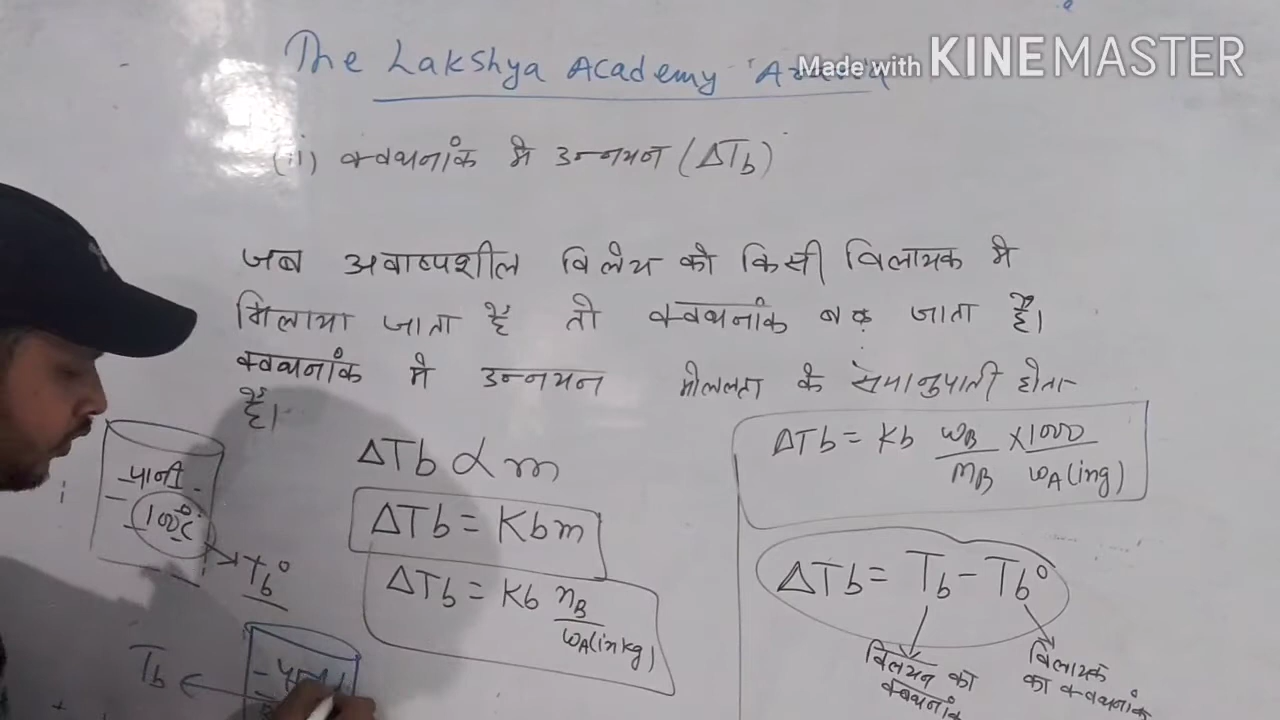 The Lakshya Academy
Made with KINEMASTER
(ii) क्वथनांक मे उन्नयन (ΔTb)
जब अवाष्पशील विलेय को किसी विलायक मे
मिलाया जाता है तो क्वथनांक बढ़ जाता है।
क्वथनांक मे उन्नयन मोललता के समानुपाती होता
है।
पानी
100°C
Tb°
Tb
ΔTb ∝ m
ΔTb = Kbm
ΔTb = Kb nB / wA(in kg)
ΔTb = Kb wB / MB × 1000 / wA(in g)
ΔTb = Tb – Tb°
विलयन का
क्वथनांक
विलायक
का क्वथनांक